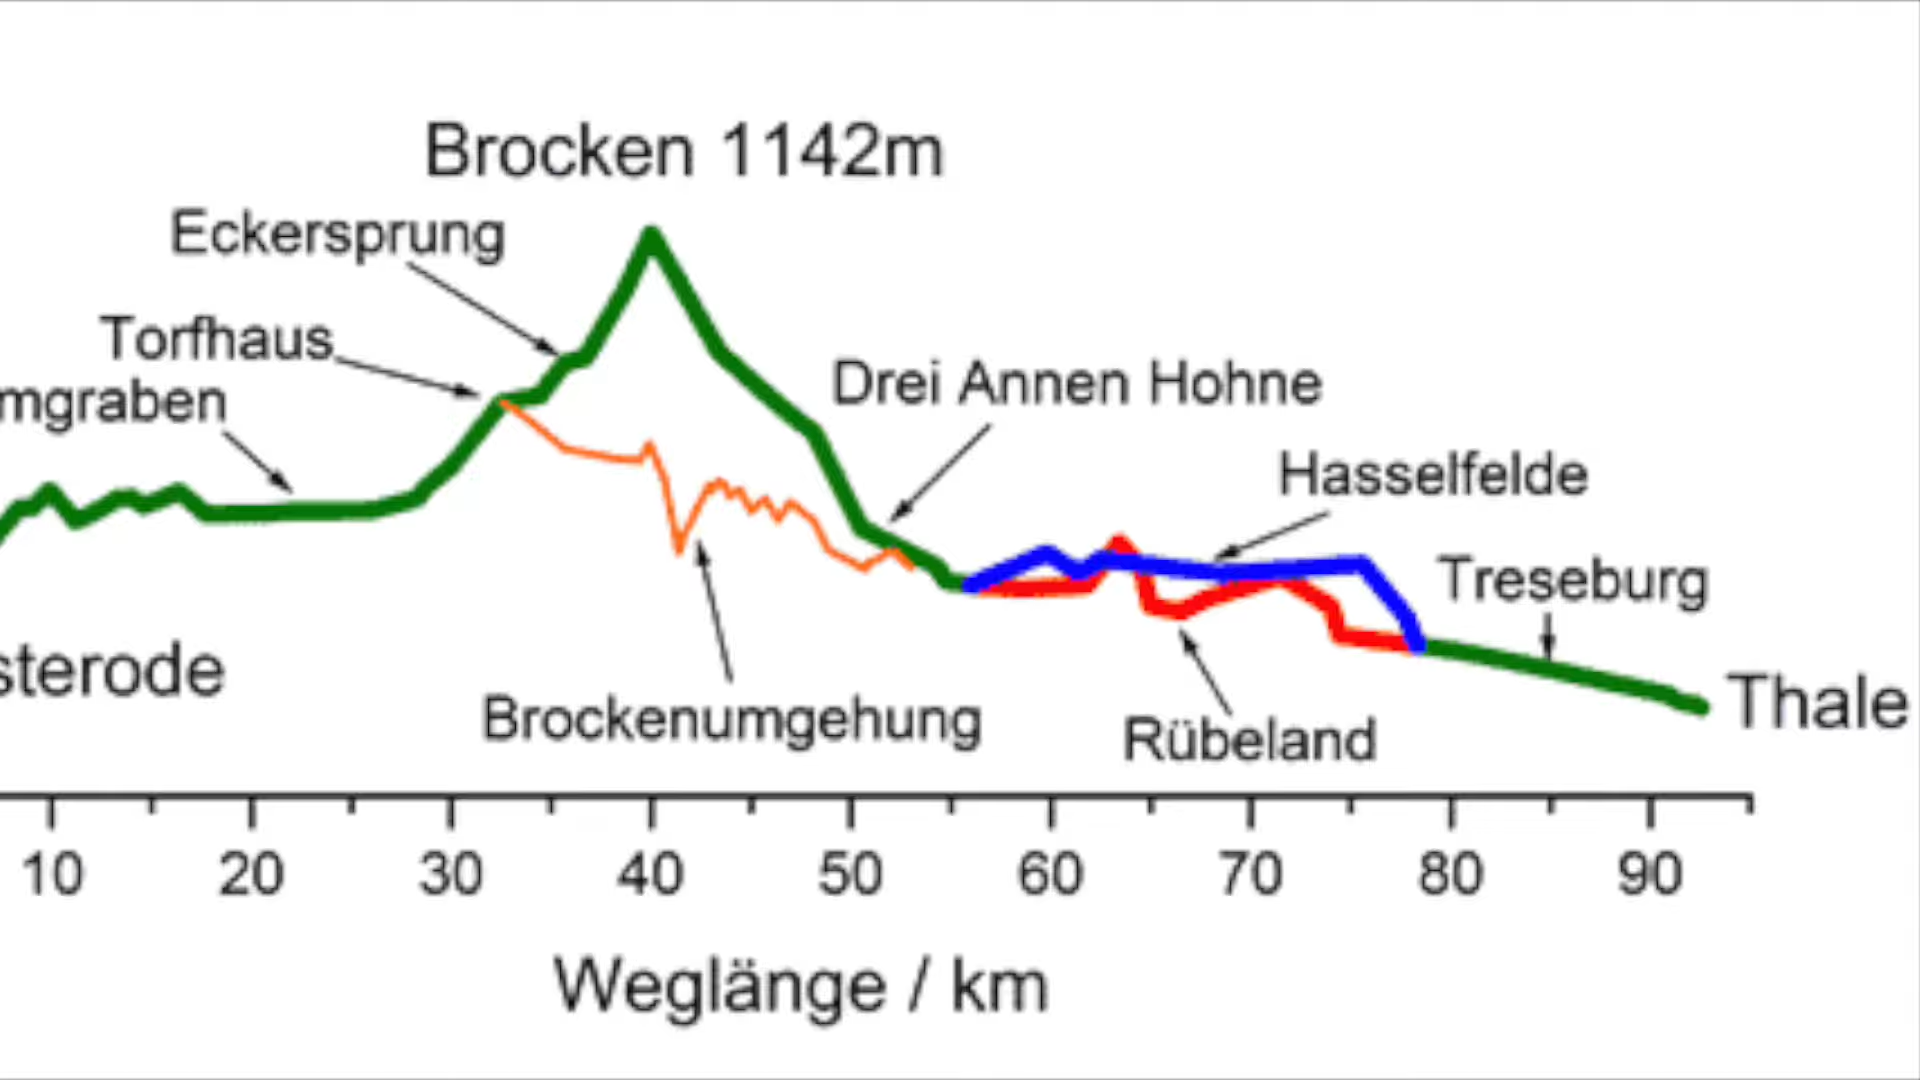 Brocken 1142m
Eckersprung
Torfhaus
mgraben
Drei Annen Hohne
Hasselfelde
Treseburg
sterode
Brockenumgehung
Rübeland
Thale
10 20 30 40 50 60 70 80 90
Weglänge / km